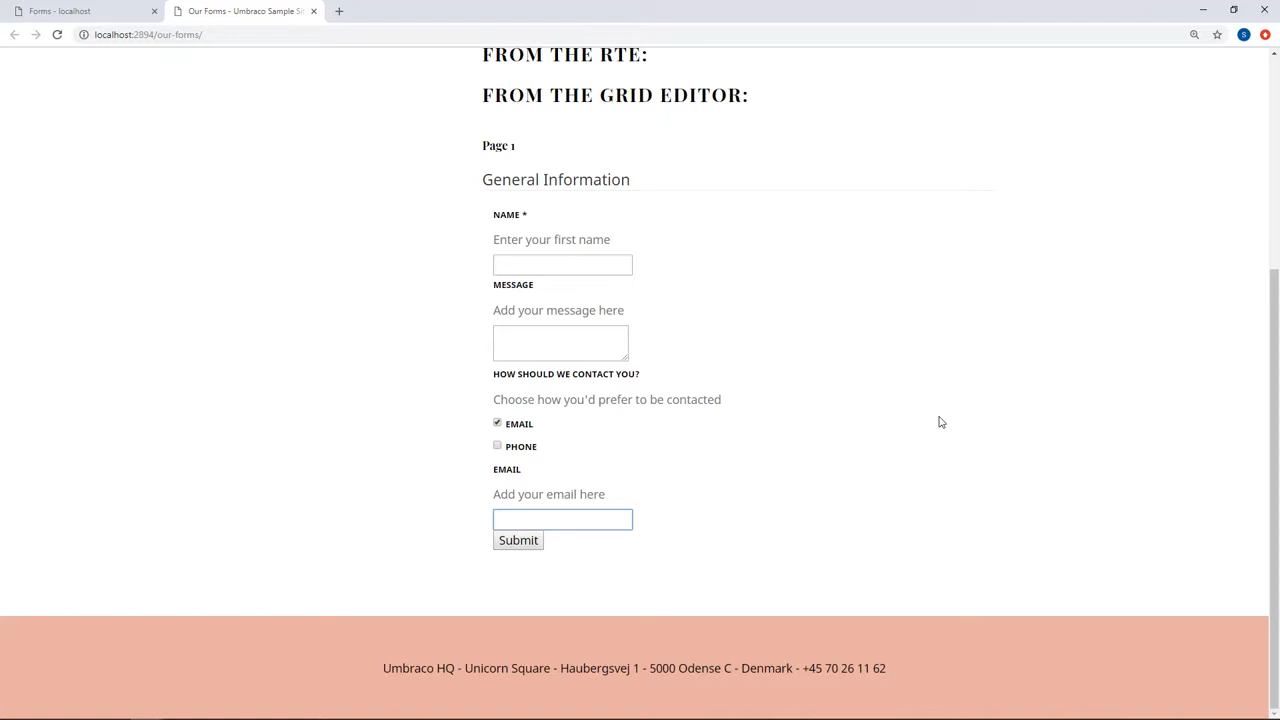 Forms - localhost
Our Forms - Umbraco Sample Si
localhost:2894/our-forms/
S
FROM THE RTE:
FROM THE GRID EDITOR:
Page 1
General Information
NAME *
Enter your first name
MESSAGE
Add your message here
HOW SHOULD WE CONTACT YOU?
Choose how you'd prefer to be contacted
EMAIL
PHONE
EMAIL
Add your email here
Submit
Umbraco HQ - Unicorn Square - Haubergsvej 1 - 5000 Odense C - Denmark - +45 70 26 11 62